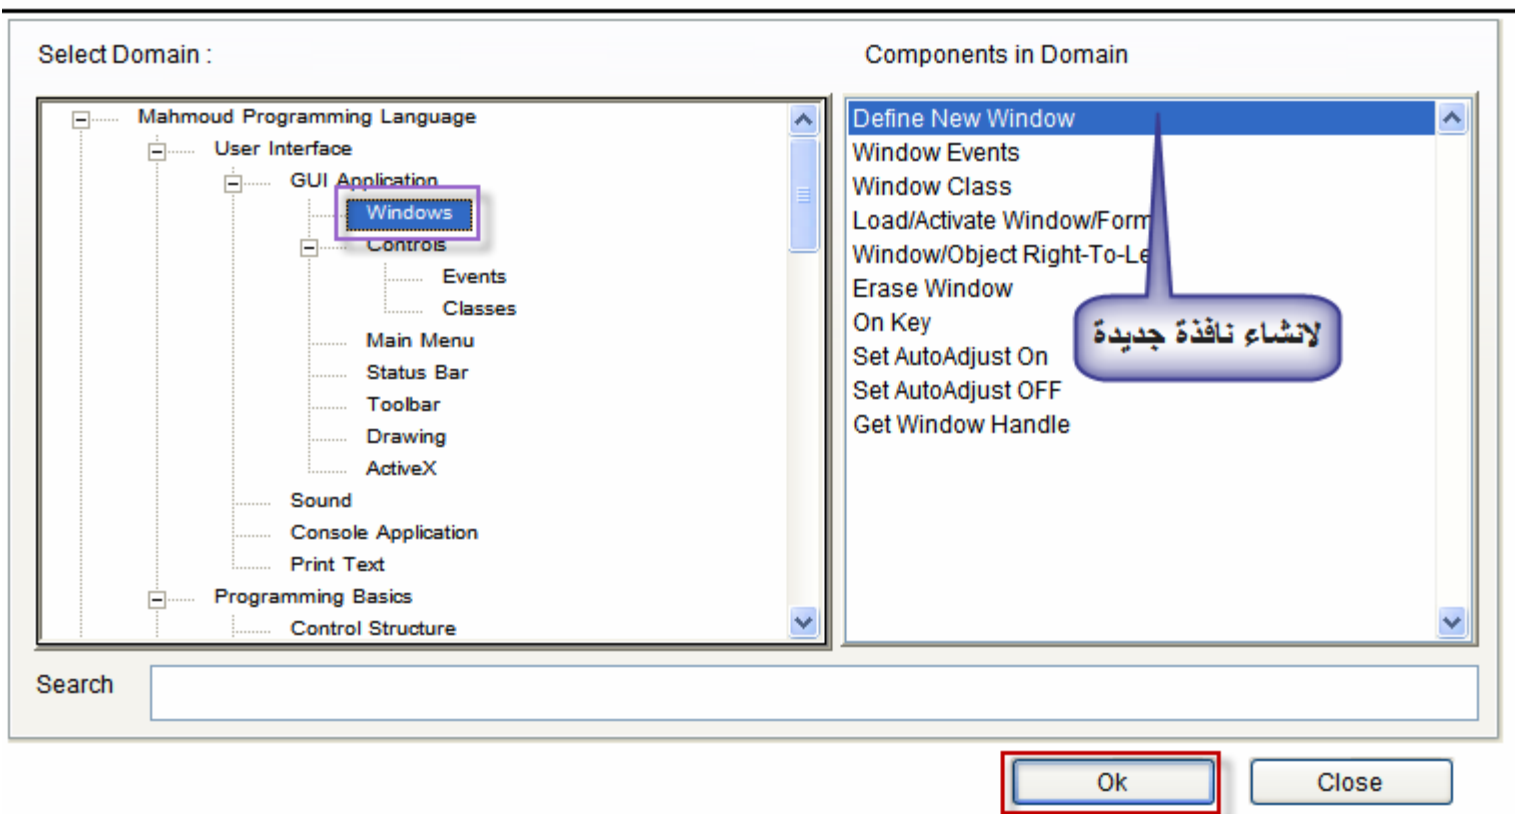 Select Domain :
Mahmoud Programming Language
User Interface
GUI Application
Windows
Controls
Events
Classes
Main Menu
Status Bar
Toolbar
Drawing
ActiveX
Sound
Console Application
Print Text
Programming Basics
Control Structure
Components in Domain
Define New Window
Window Events
Window Class
Load/Activate Window/Form
Window/Object Right-To-Le
Erase Window
On Key
Set AutoAdjust On
Set AutoAdjust OFF
Get Window Handle
لانشاء نافذة جديدة
Search
Ok
Close